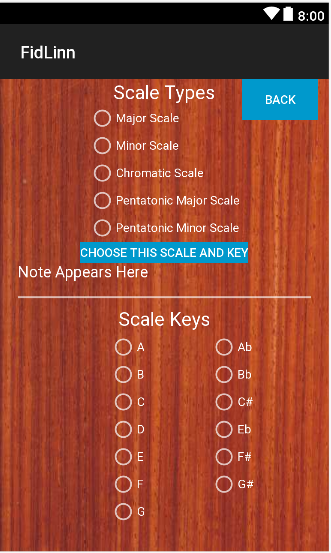 8:00
FidLinn
Scale Types
BACK
Major Scale
Minor Scale
Chromatic Scale
Pentatonic Major Scale
Pentatonic Minor Scale
CHOOSE THIS SCALE AND KEY
Note Appears Here
Scale Keys
A Ab
B Bb
C C#
D Eb
E F#
F G#
G